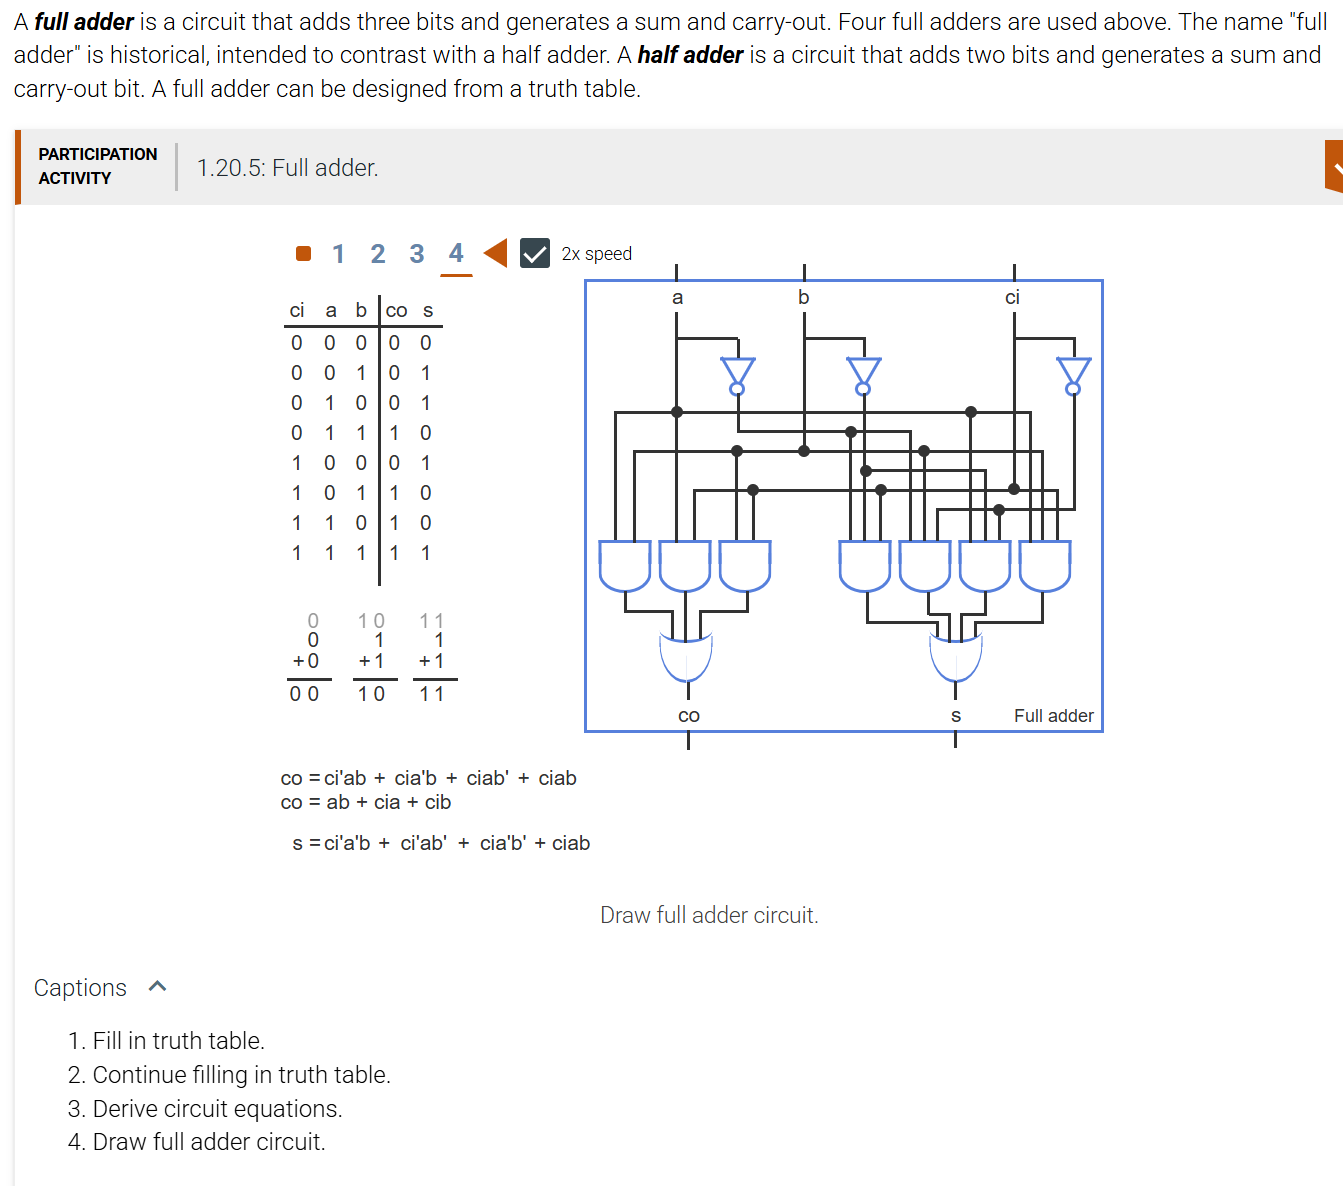 A full adder is a circuit that adds three bits and generates a sum and carry-out. Four full adders are used above. The name "full
adder" is historical, intended to contrast with a half adder. A half adder is a circuit that adds two bits and generates a sum and
carry-out bit. A full adder can be designed from a truth table.
PARTICIPATION
ACTIVITY
1.20.5: Full adder.
1 2 3 4 2x speed
ci a b co s
0 0 0 0 0
0 0 1 0 1
0 1 0 0 1
0 1 1 1 0
1 0 0 0 1
1 0 1 1 0
1 1 0 1 0
1 1 1 1 1
0 10 11
0 1 1
+0 +1 +1
00 10 11
a b ci
co s Full adder
co = ci'ab + cia'b + ciab' + ciab
co = ab + cia + cib
s = ci'a'b + ci'ab' + cia'b' + ciab
Draw full adder circuit.
Captions
1. Fill in truth table.
2. Continue filling in truth table.
3. Derive circuit equations.
4. Draw full adder circuit.